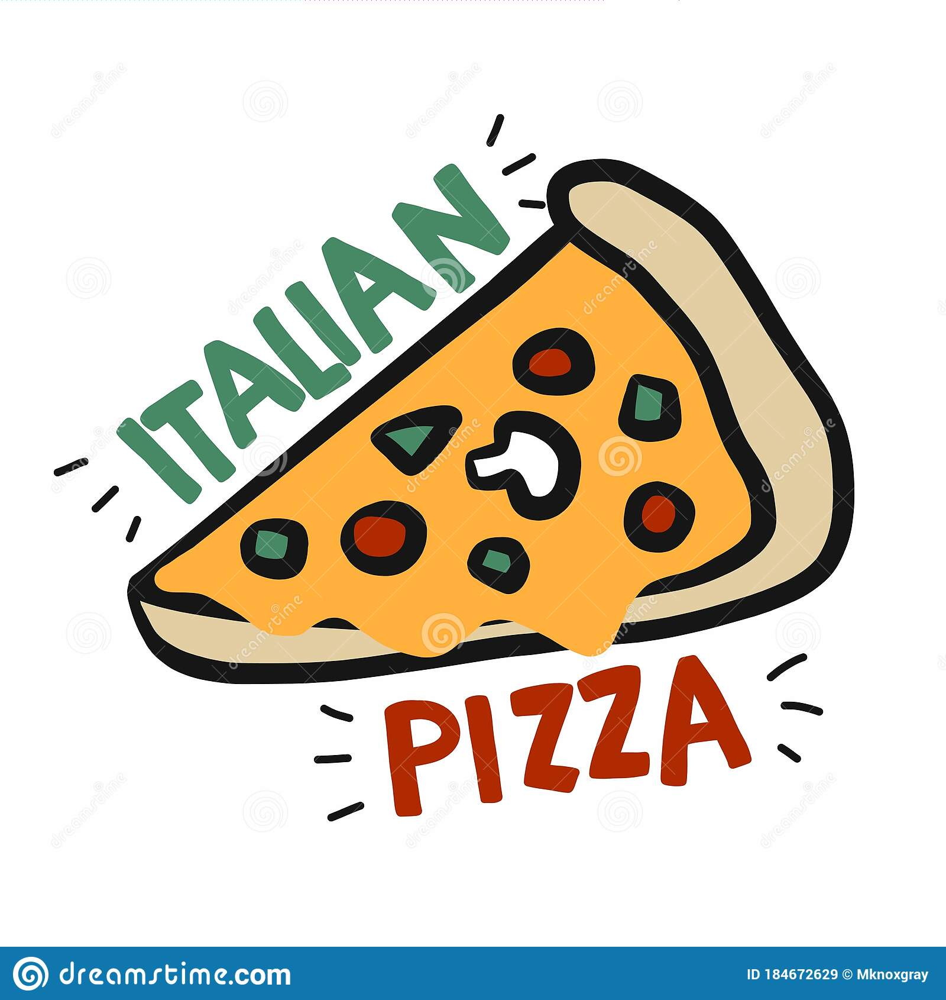 ITALIAN
PIZZA
dreamstime.com
ID 184672629 © Mknoxgray